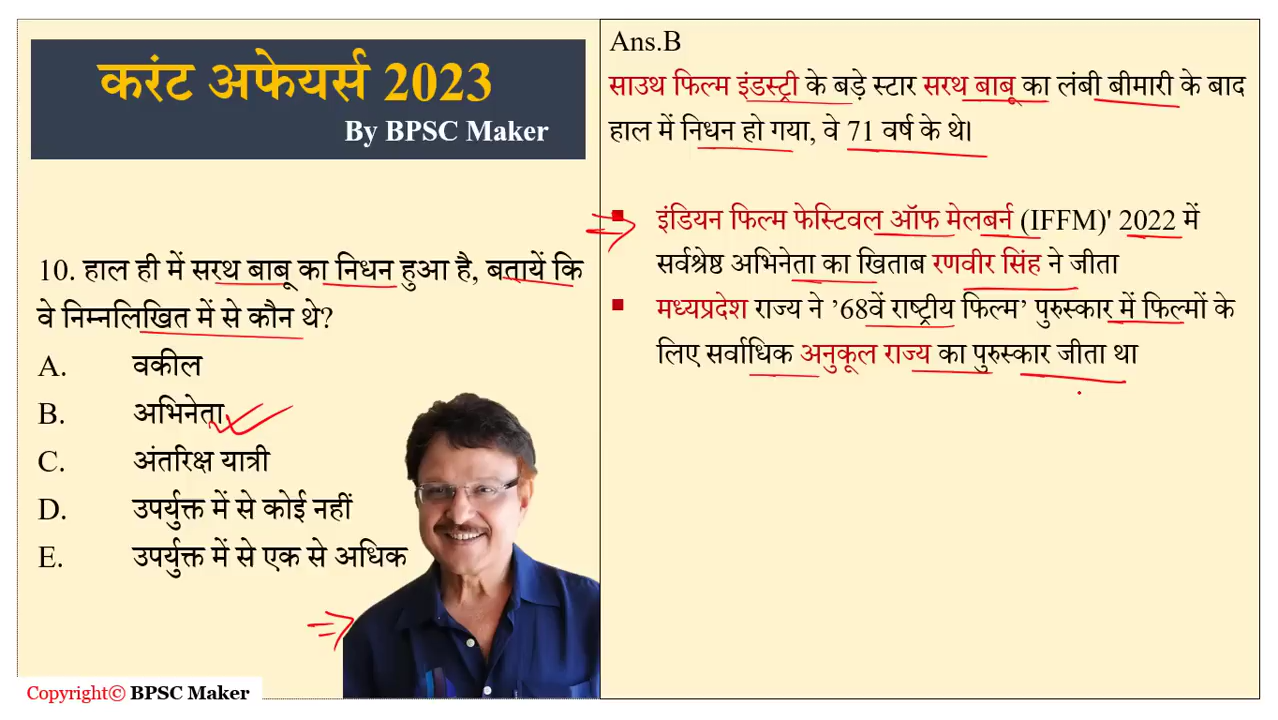 करंट अफेयर्स 2023
By BPSC Maker
10. हाल ही में सरथ बाबू का निधन हुआ है, बतायें कि
वे निम्नलिखित में से कौन थे?
A. वकील
B. अभिनेता
C. अंतरिक्ष यात्री
D. उपर्युक्त में से कोई नहीं
E. उपर्युक्त में से एक से अधिक
Copyright© BPSC Maker
Ans.B
साउथ फिल्म इंडस्ट्री के बड़े स्टार सरथ बाबू का लंबी बीमारी के बाद
हाल में निधन हो गया, वे 71 वर्ष के थे।
▪ इंडियन फिल्म फेस्टिवल ऑफ मेलबर्न (IFFM)' 2022 में
सर्वश्रेष्ठ अभिनेता का खिताब रणवीर सिंह ने जीता
▪ मध्यप्रदेश राज्य ने ’68वें राष्ट्रीय फिल्म’ पुरुस्कार में फिल्मों के
लिए सर्वाधिक अनुकूल राज्य का पुरुस्कार जीता था